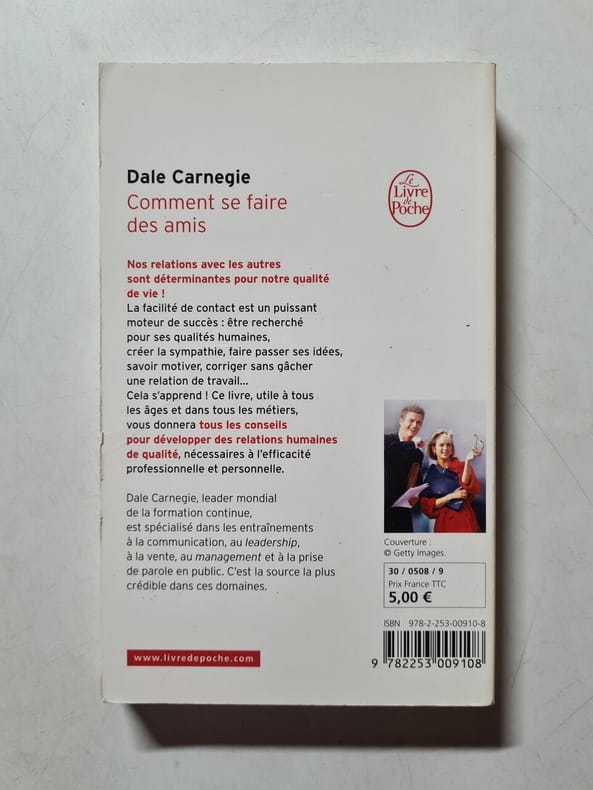 Dale Carnegie
Comment se faire
des amis
Le
Livre
de
Poche
Nos relations avec les autres
sont déterminantes pour notre qualité
de vie !
La facilité de contact est un puissant
moteur de succès : être recherché
pour ses qualités humaines,
créer la sympathie, faire passer ses idées,
savoir motiver, corriger sans gâcher
une relation de travail...
Cela s'apprend ! Ce livre, utile à tous
les âges et dans tous les métiers,
vous donnera tous les conseils
pour développer des relations humaines
de qualité, nécessaires à l'efficacité
professionnelle et personnelle.
Dale Carnegie, leader mondial
de la formation continue,
est spécialisé dans les entraînements
à la communication, au leadership,
à la vente, au management et à la prise
de parole en public. C'est la source la plus
crédible dans ces domaines.
www.livredepoche.com
Couverture :
© Getty Images.
30 / 0508 / 9
Prix France TTC
5,00 €
ISBN 978-2-253-00910-8
9 782253 009108